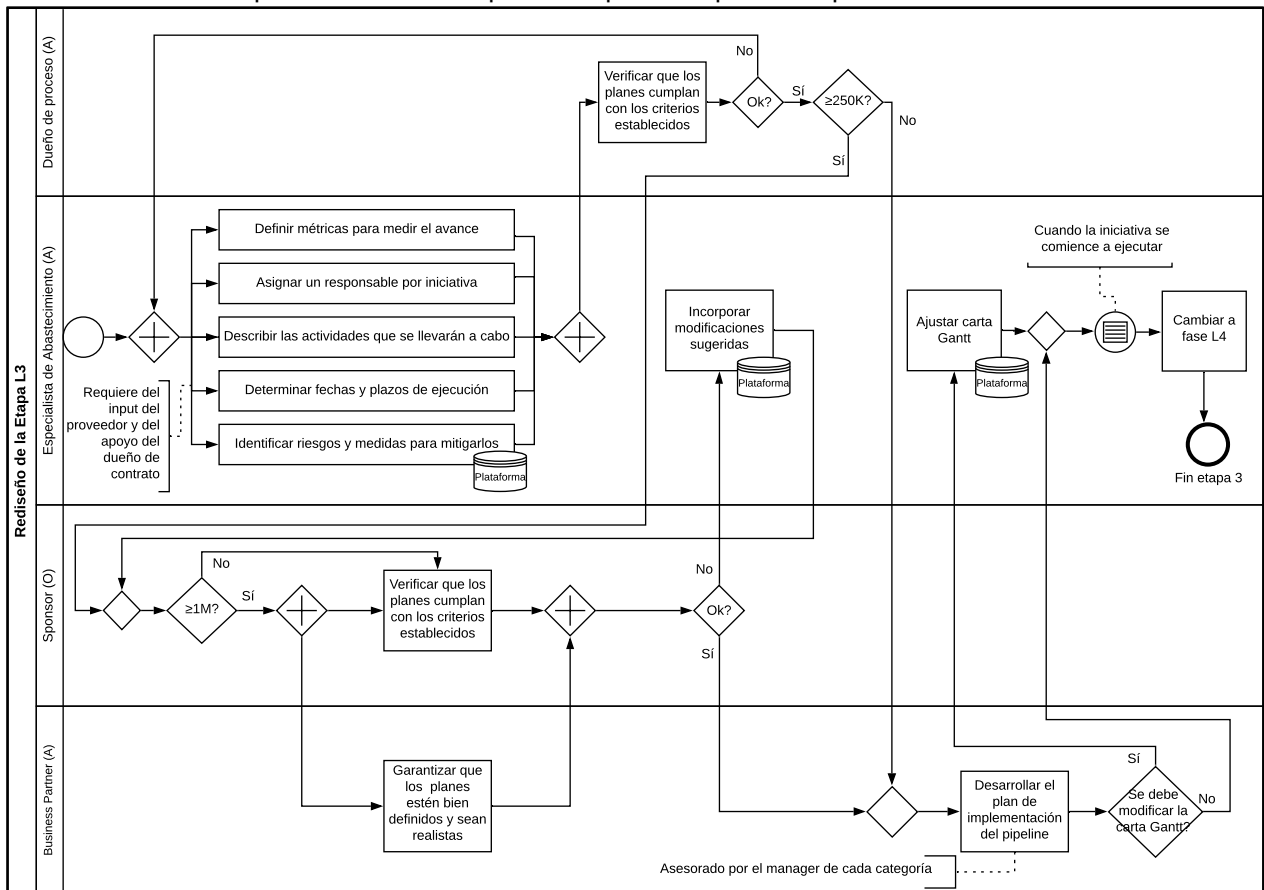 Rediseño de la Etapa L3
Dueño de proceso (A)
No
Verificar que los
planes cumplan
con los criterios
establecidos
Ok?
Sí
≥250K?
No
Sí
Especialista de Abastecimiento (A)
Definir métricas para medir el avance
Asignar un responsable por iniciativa
Describir las actividades que se llevarán a cabo
Determinar fechas y plazos de ejecución
Identificar riesgos y medidas para mitigarlos
Plataforma
Requiere del
input del
proveedor y del
apoyo del
dueño de
contrato
Incorporar
modificaciones
sugeridas
Plataforma
Ajustar carta
Gantt
Plataforma
Cuando la iniciativa se
comience a ejecutar
Cambiar a
fase L4
Fin etapa 3
Sponsor (O)
≥1M?
No
Sí
Verificar que los
planes cumplan
con los criterios
establecidos
No
Ok?
Sí
Business Partner (A)
Garantizar que
los planes
estén bien
definidos y sean
realistas
Desarrollar el
plan de
implementación
del pipeline
Sí
Se debe
modificar la
carta Gantt?
No
Asesorado por el manager de cada categoría